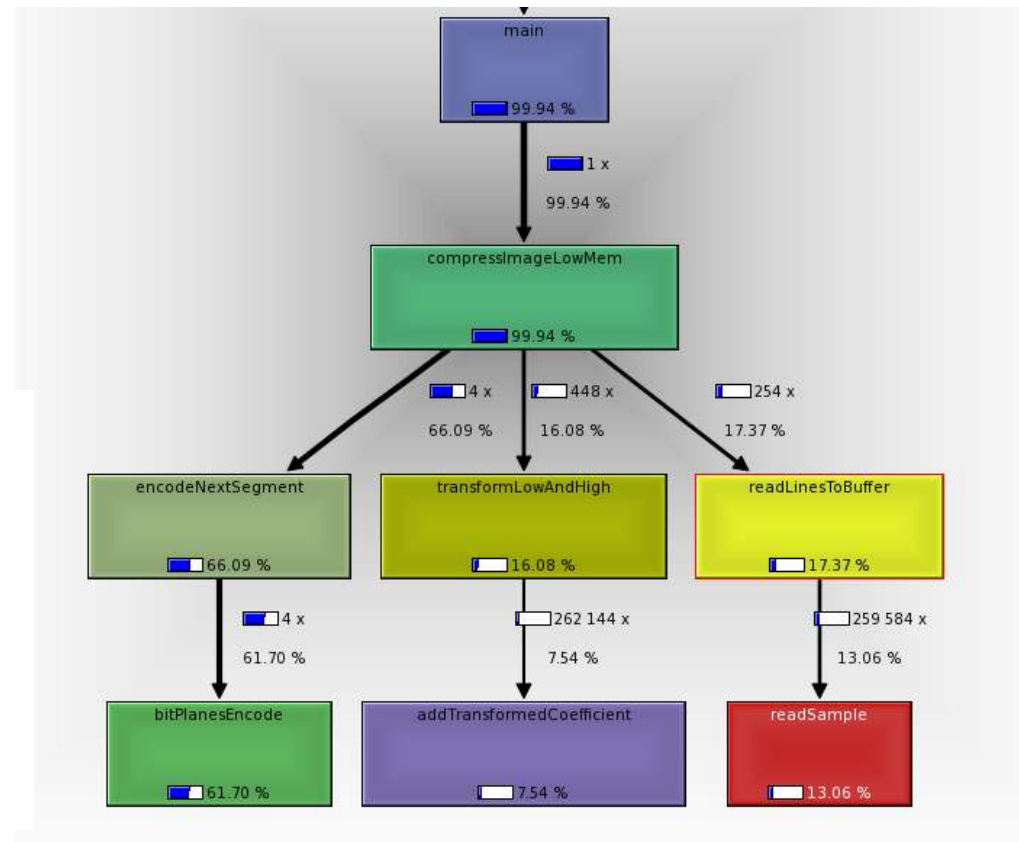 main
99.94 %
1 x
99.94 %
compressImageLowMem
99.94 %
4 x
66.09 %
448 x
16.08 %
254 x
17.37 %
encodeNextSegment
66.09 %
transformLowAndHigh
16.08 %
readLinesToBuffer
17.37 %
4 x
61.70 %
262 144 x
7.54 %
259 584 x
13.06 %
bitPlanesEncode
61.70 %
addTransformedCoefficient
7.54 %
readSample
13.06 %